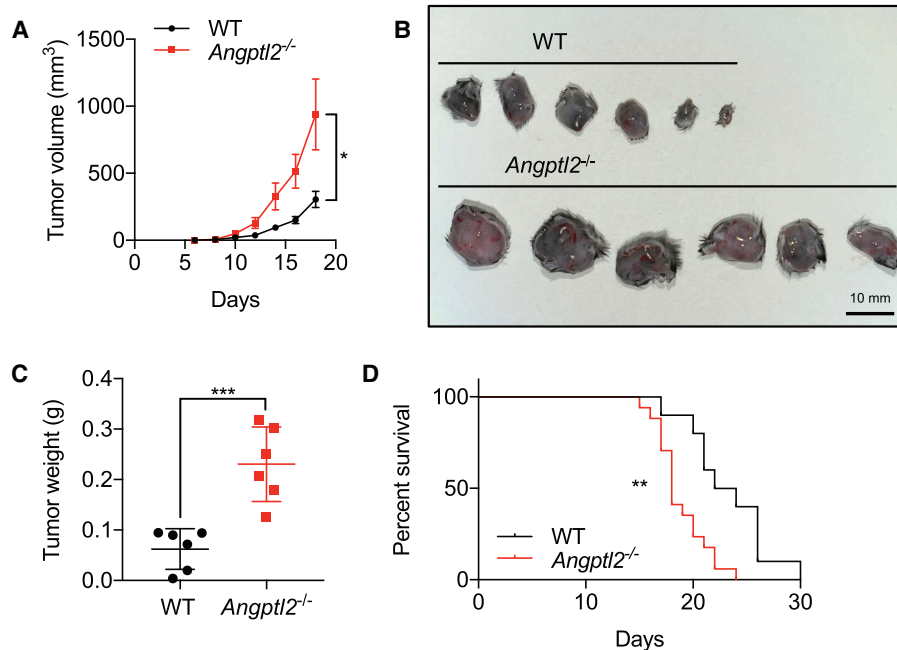 A
WT
Angptl2-/-
Tumor volume (mm3)
1500
1000
500
0
0 5 10 15 20
Days
*
B
WT
Angptl2-/-
10 mm
C
Tumor weight (g)
0.4
0.3
0.2
0.1
0.0
***
WT Angptl2-/-
D
Percent survival
100
50
0
**
WT
Angptl2-/-
0 10 20 30
Days